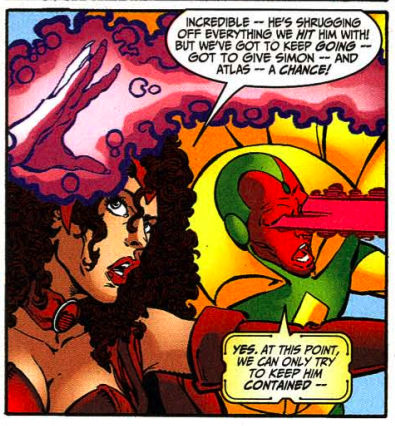 INCREDIBLE -- HE'S SHRUGGING
OFF EVERYTHING WE HIT HIM WITH!
BUT WE'VE GOT TO KEEP GOING --
GOT TO GIVE SIMON -- AND
ATLAS -- A CHANCE!
YES. AT THIS POINT,
WE CAN ONLY TRY
TO KEEP HIM
CONTAINED --